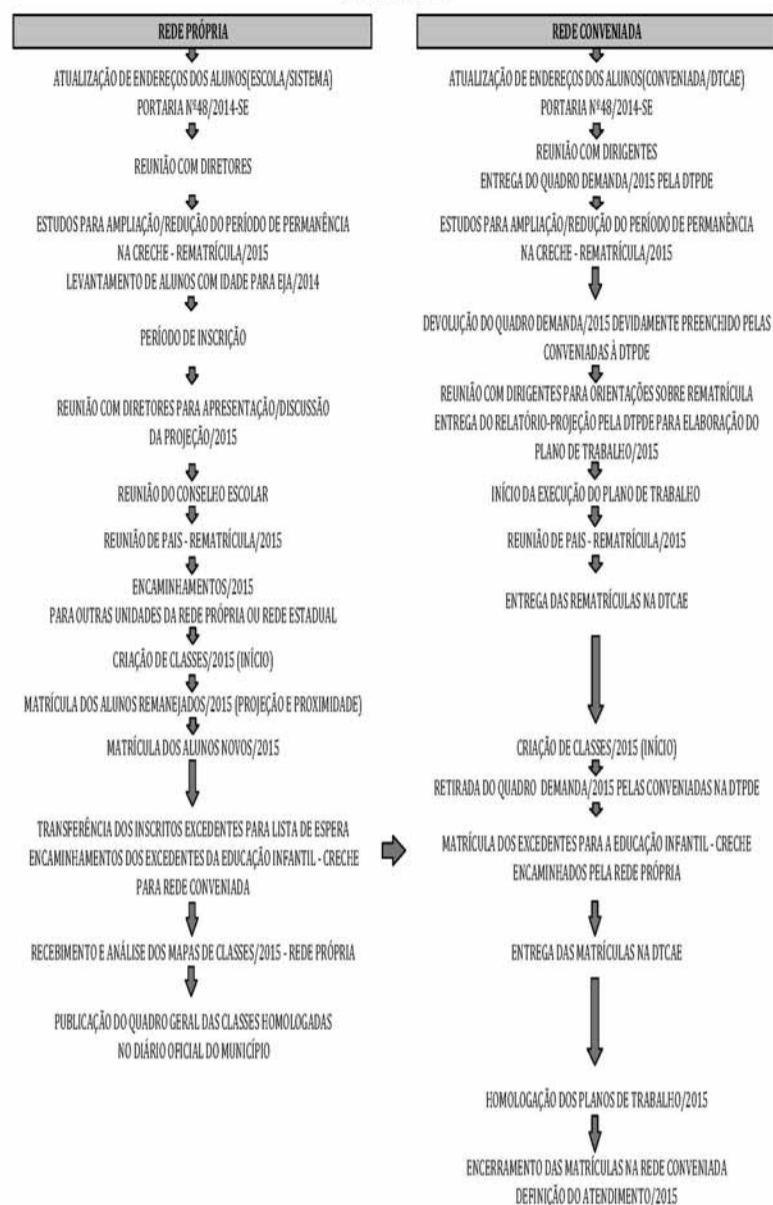 REDE PRÓPRIA
ATUALIZAÇÃO DE ENDEREÇOS DOS ALUNOS(ESCOLA/SISTEMA)
PORTARIA Nº48/2014-SE
REUNIÃO COM DIRETORES
ESTUDOS PARA AMPLIAÇÃO/REDUÇÃO DO PERÍODO DE PERMANÊNCIA
NA CRECHE - REMATRÍCULA/2015
LEVANTAMENTO DE ALUNOS COM IDADE PARA EJA/2014
PERÍODO DE INSCRIÇÃO
REUNIÃO COM DIRETORES PARA APRESENTAÇÃO/DISCUSSÃO
DA PROJEÇÃO/2015
REUNIÃO DO CONSELHO ESCOLAR
REUNIÃO DE PAIS - REMATRÍCULA/2015
ENCAMINHAMENTOS/2015
PARA OUTRAS UNIDADES DA REDE PRÓPRIA OU REDE ESTADUAL
CRIAÇÃO DE CLASSES/2015 (INÍCIO)
MATRÍCULA DOS ALUNOS REMANEJADOS/2015 (PROJEÇÃO E PROXIMIDADE)
MATRÍCULA DOS ALUNOS NOVOS/2015
TRANSFERÊNCIA DOS INSCRITOS EXCEDENTES PARA LISTA DE ESPERA
ENCAMINHAMENTOS DOS EXCEDENTES DA EDUCAÇÃO INFANTIL - CRECHE
PARA REDE CONVENIADA
RECEBIMENTO E ANÁLISE DOS MAPAS DE CLASSES/2015 - REDE PRÓPRIA
PUBLICAÇÃO DO QUADRO GERAL DAS CLASSES HOMOLOGADAS
NO DIÁRIO OFICIAL DO MUNICÍPIO
REDE CONVENIADA
ATUALIZAÇÃO DE ENDEREÇOS DOS ALUNOS(CONVENIADA/DTCAE)
PORTARIA Nº48/2014-SE
REUNIÃO COM DIRIGENTES
ENTREGA DO QUADRO DEMANDA/2015 PELA DTPDE
ESTUDOS PARA AMPLIAÇÃO/REDUÇÃO DO PERÍODO DE PERMANÊNCIA
NA CRECHE - REMATRÍCULA/2015
DEVOLUÇÃO DO QUADRO DEMANDA/2015 DEVIDAMENTE PREENCHIDO PELAS
CONVENIADAS À DTPDE
REUNIÃO COM DIRIGENTES PARA ORIENTAÇÕES SOBRE REMATRÍCULA
ENTREGA DO RELATÓRIO-PROJEÇÃO PELA DTPDE PARA ELABORAÇÃO DO
PLANO DE TRABALHO/2015
INÍCIO DA EXECUÇÃO DO PLANO DE TRABALHO
REUNIÃO DE PAIS - REMATRÍCULA/2015
ENTREGA DAS REMATRÍCULAS NA DTCAE
CRIAÇÃO DE CLASSES/2015 (INÍCIO)
RETIRADA DO QUADRO DEMANDA/2015 PELAS CONVENIADAS NA DTPDE
MATRÍCULA DOS EXCEDENTES PARA A EDUCAÇÃO INFANTIL - CRECHE
ENCAMINHADOS PELA REDE PRÓPRIA
ENTREGA DAS MATRÍCULAS NA DTCAE
HOMOLOGAÇÃO DOS PLANOS DE TRABALHO/2015
ENCERRAMENTO DAS MATRÍCULAS NA REDE CONVENIADA
DEFINIÇÃO DO ATENDIMENTO/2015